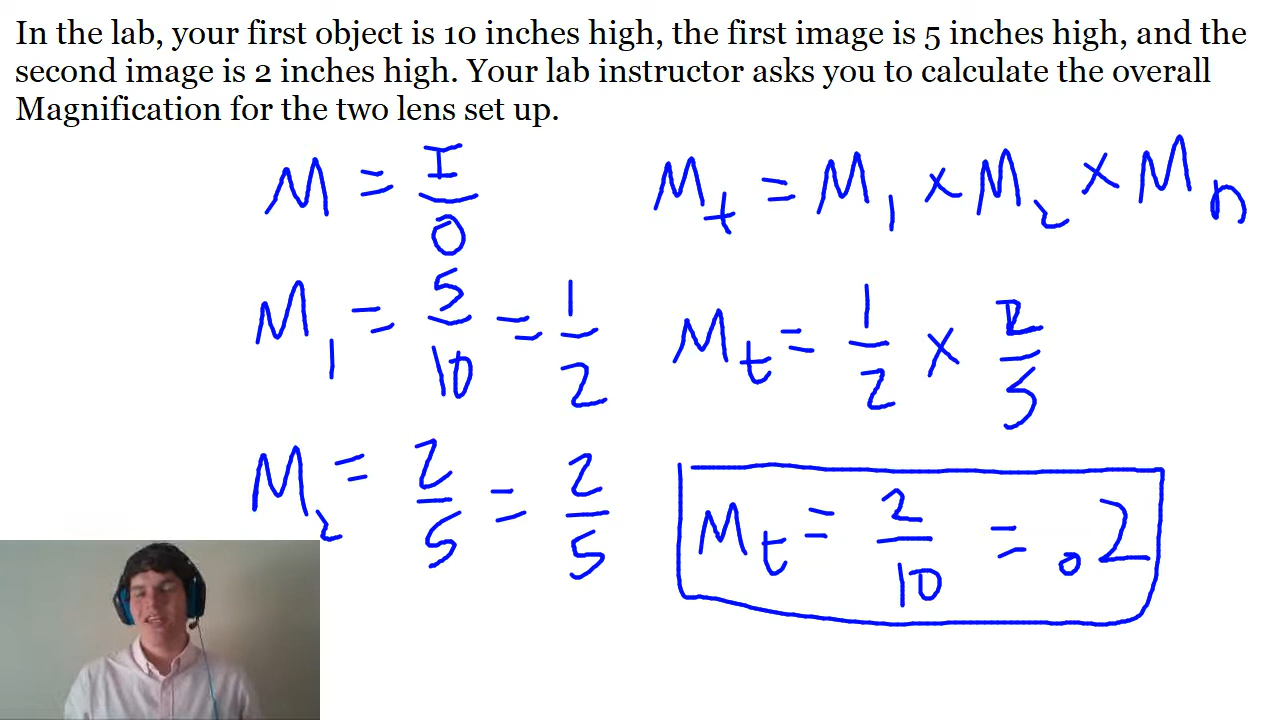 In the lab, your first object is 10 inches high, the first image is 5 inches high, and the
second image is 2 inches high. Your lab instructor asks you to calculate the overall
Magnification for the two lens set up.
M = I/O
M₁ = 5/10 = 1/2
M₂ = 2/5 = 2/5
Mt = M₁ × M₂ × Mn
Mt = 1/2 × 2/5
Mt = 2/10 = .2